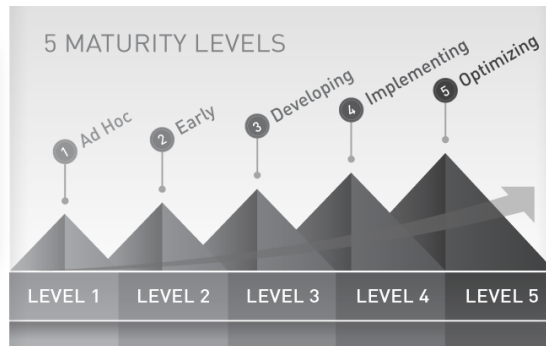 5 MATURITY LEVELS
1 Ad Hoc
2 Early
3 Developing
4 Implementing
5 Optimizing
LEVEL 1
LEVEL 2
LEVEL 3
LEVEL 4
LEVEL 5